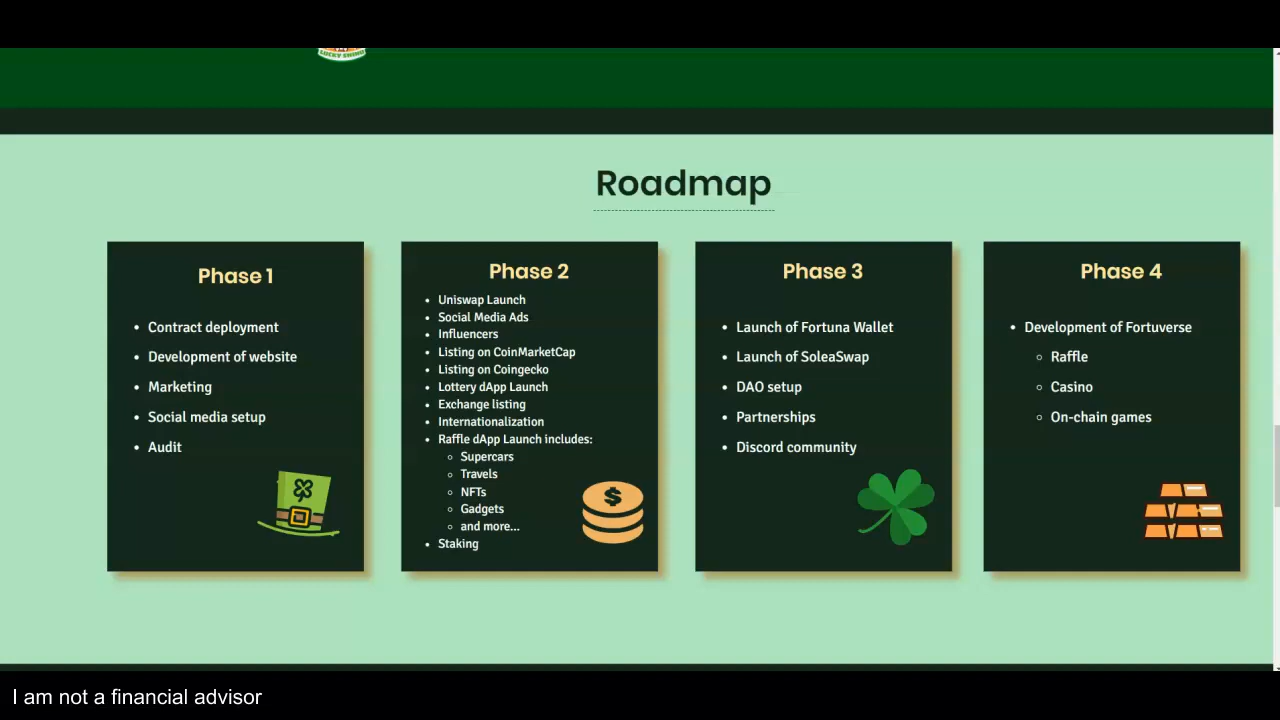 LUCKY SHINU
Roadmap
Phase 1
Contract deployment
Development of website
Marketing
Social media setup
Audit
Phase 2
Uniswap Launch
Social Media Ads
Influencers
Listing on CoinMarketCap
Listing on Coingecko
Lottery dApp Launch
Exchange listing
Internationalization
Raffle dApp Launch includes:
Supercars
Travels
NFTs
Gadgets
and more...
Staking
Phase 3
Launch of Fortuna Wallet
Launch of SoleaSwap
DAO setup
Partnerships
Discord community
Phase 4
Development of Fortuverse
Raffle
Casino
On-chain games
I am not a financial advisor